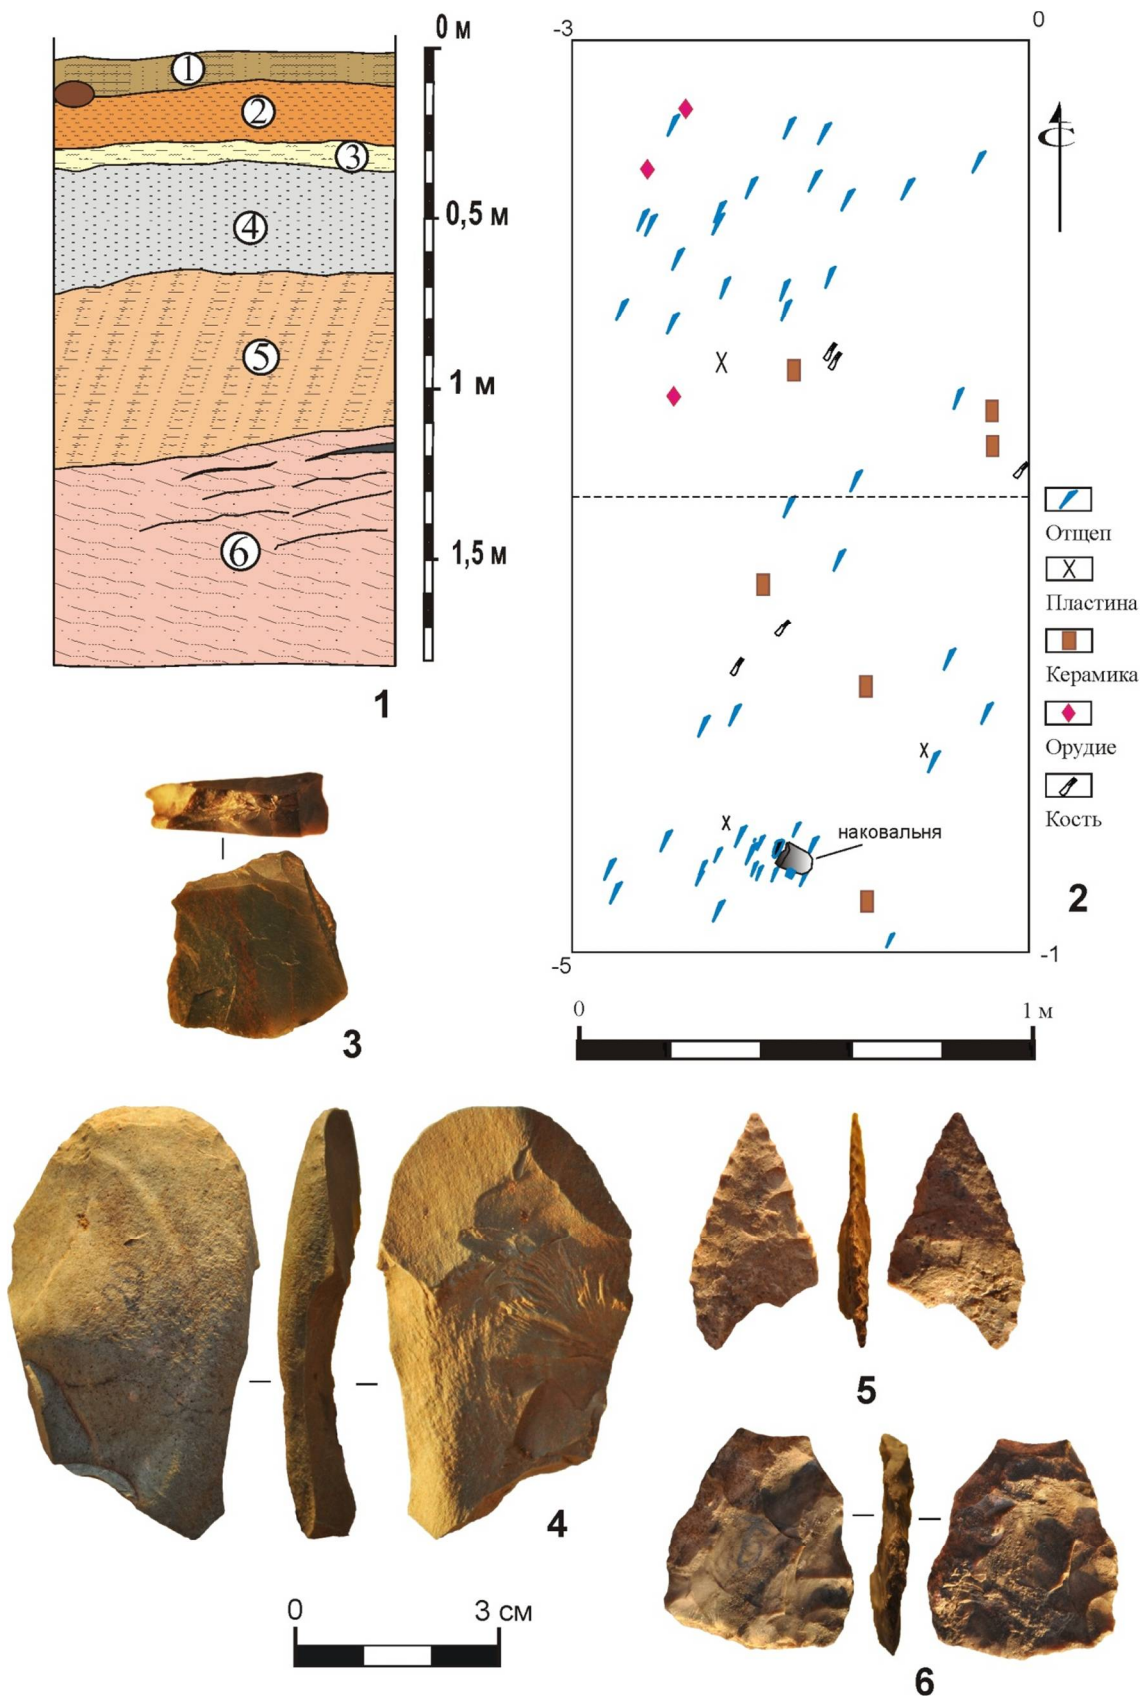 0 м
1
2
3
4
0,5 м
5
1 м
6
1,5 м
1
-3
0
С
Отщеп
X
Пластина
Керамика
Орудие
Кость
X
X
X
наковальня
2
-5
-1
0
1 м
3
4
5
0
3 см
6